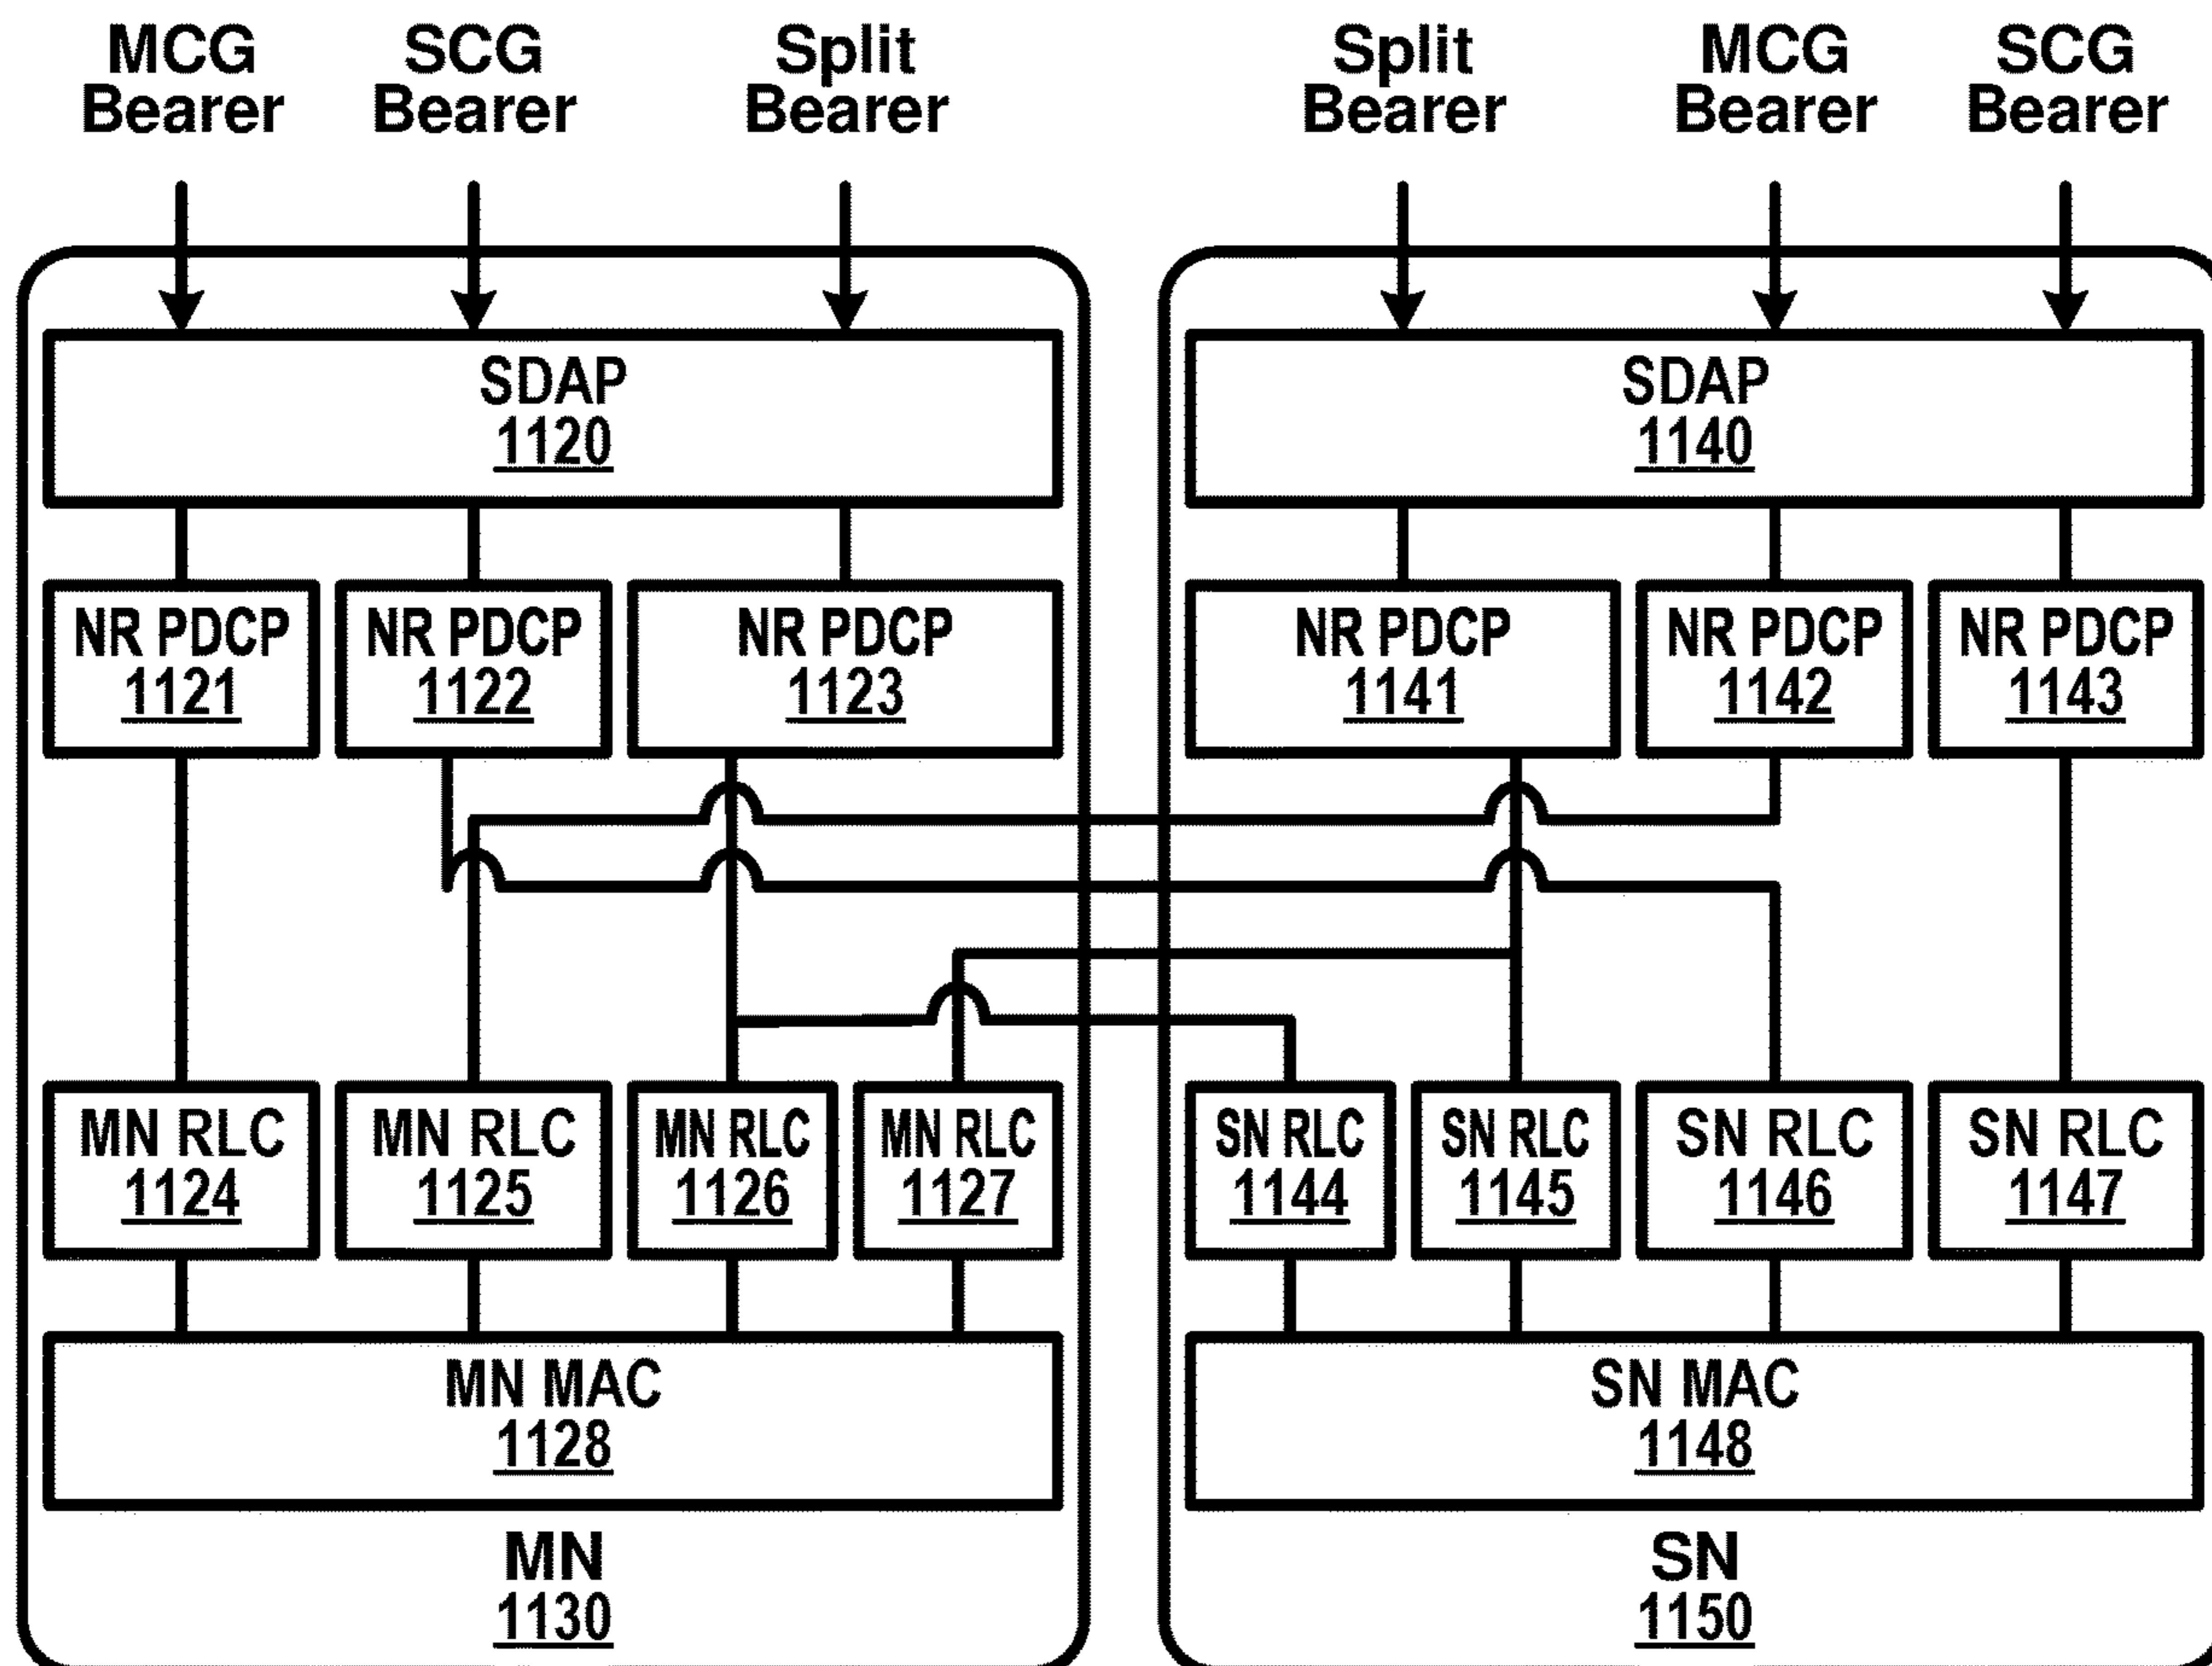 MCG
Bearer
SCG
Bearer
Split
Bearer
Split
Bearer
MCG
Bearer
SCG
Bearer
SDAP
1120
SDAP
1140
NR PDCP
1121
NR PDCP
1122
NR PDCP
1123
NR PDCP
1141
NR PDCP
1142
NR PDCP
1143
MN RLC
1124
MN RLC
1125
MN RLC
1126
MN RLC
1127
SN RLC
1144
SN RLC
1145
SN RLC
1146
SN RLC
1147
MN MAC
1128
SN MAC
1148
MN
1130
SN
1150